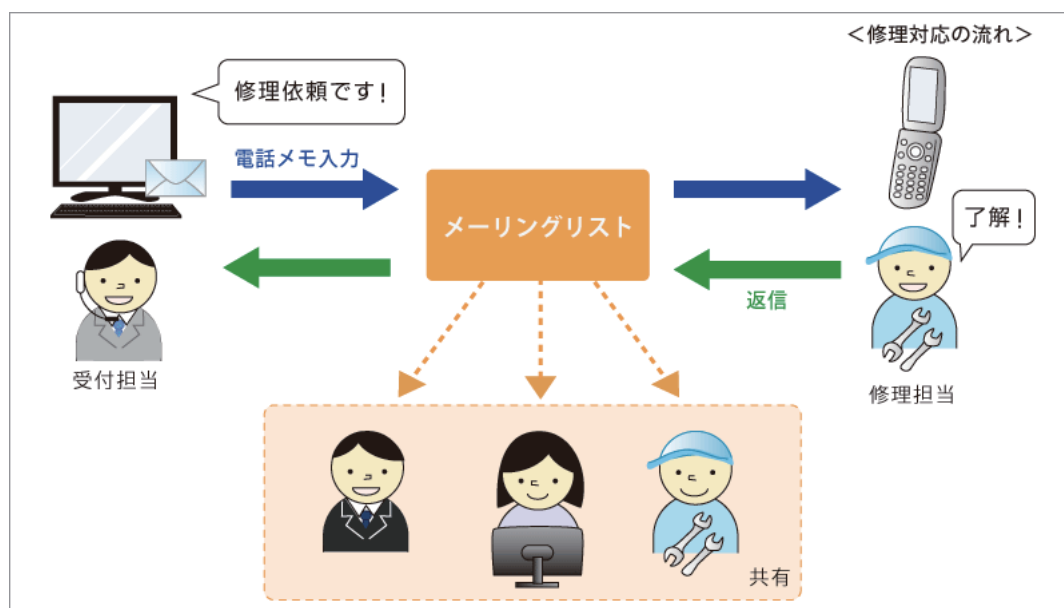 ＜修理対応の流れ＞
修理依頼です！
電話メモ入力
メーリングリスト
了解！
返信
受付担当
修理担当
共有